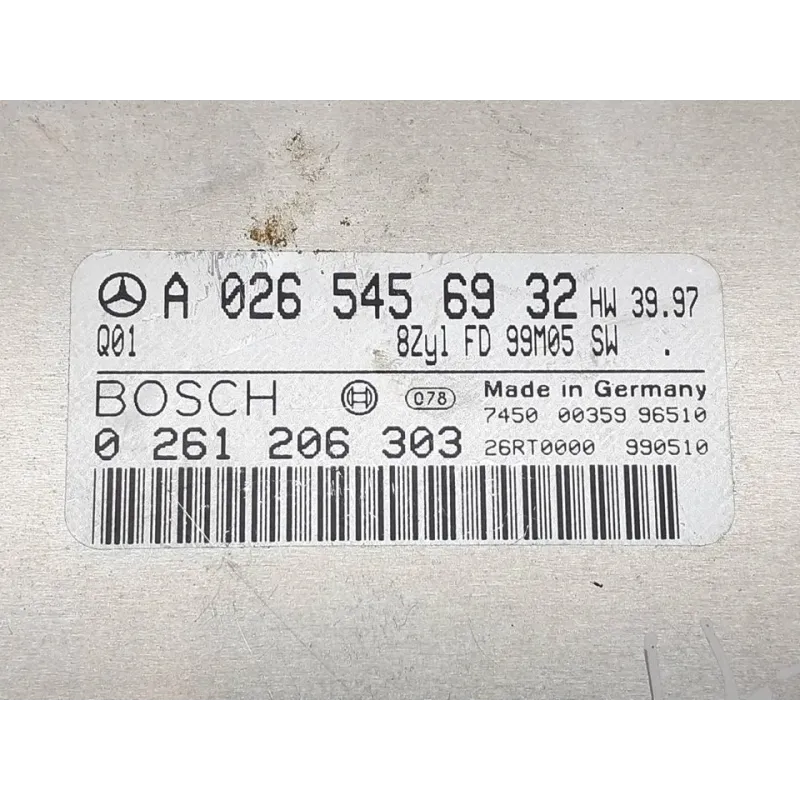 A 026 545 69 32 HW 39.97
Q01 8Zyl FD 99M05 SW .
BOSCH 078 Made in Germany
7450 00359 96510
0 261 206 303 26RT0000 990510